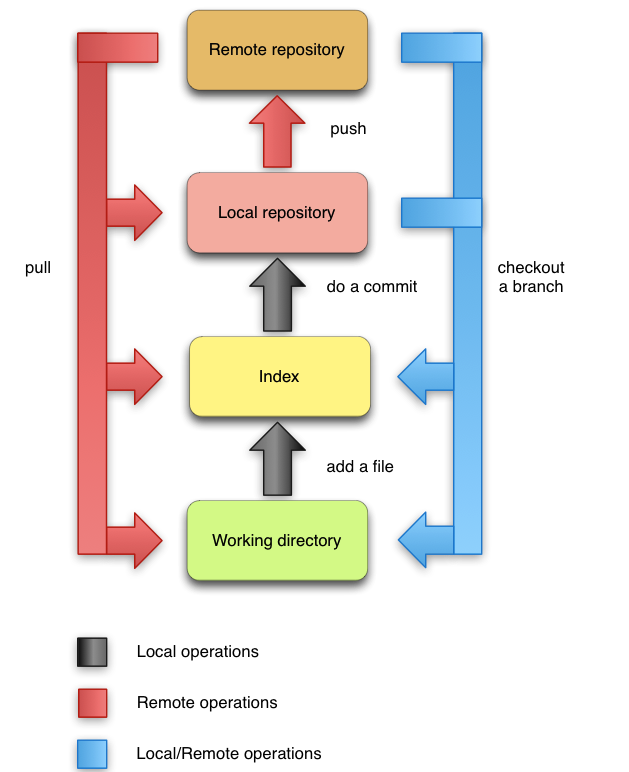 Remote repository
push
Local repository
pull
checkout
a branch
do a commit
Index
add a file
Working directory
Local operations
Remote operations
Local/Remote operations